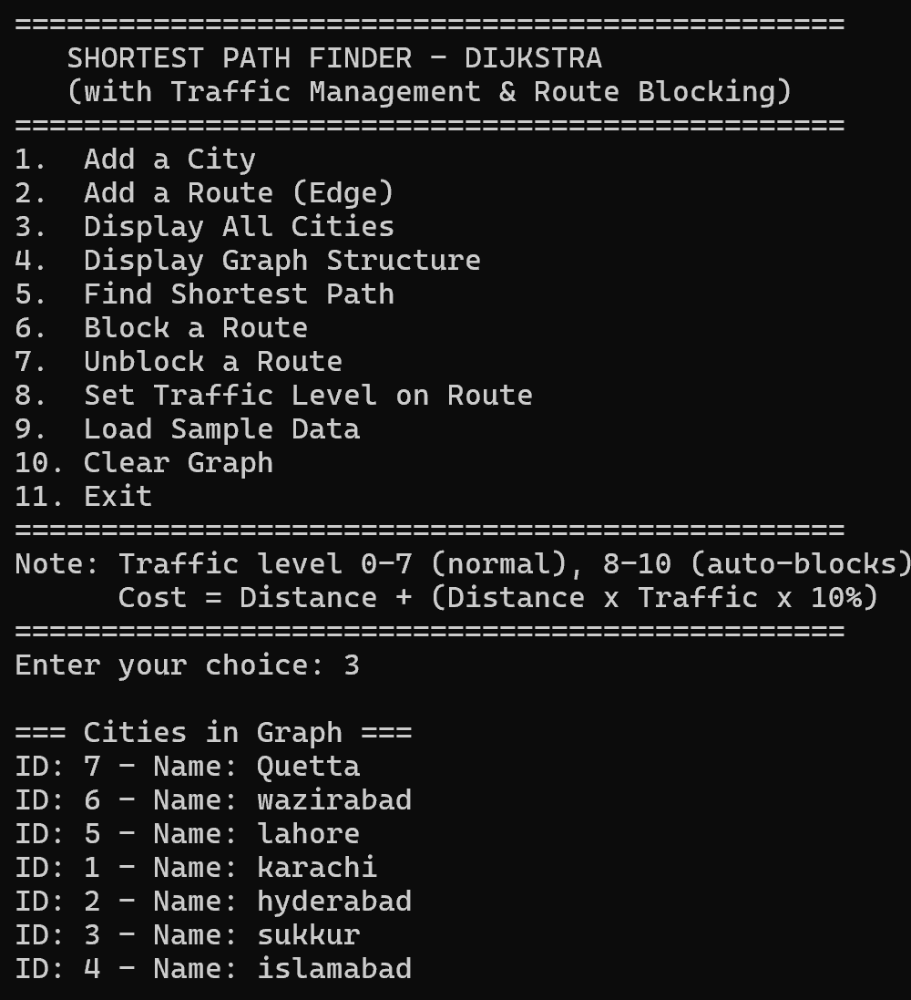 ================================================
   SHORTEST PATH FINDER - DIJKSTRA
   (with Traffic Management & Route Blocking)
================================================
1.  Add a City
2.  Add a Route (Edge)
3.  Display All Cities
4.  Display Graph Structure
5.  Find Shortest Path
6.  Block a Route
7.  Unblock a Route
8.  Set Traffic Level on Route
9.  Load Sample Data
10. Clear Graph
11. Exit
================================================
Note: Traffic level 0-7 (normal), 8-10 (auto-blocks)
      Cost = Distance + (Distance x Traffic x 10%)
================================================
Enter your choice: 3

=== Cities in Graph ===
ID: 7 - Name: Quetta
ID: 6 - Name: wazirabad
ID: 5 - Name: lahore
ID: 1 - Name: karachi
ID: 2 - Name: hyderabad
ID: 3 - Name: sukkur
ID: 4 - Name: islamabad